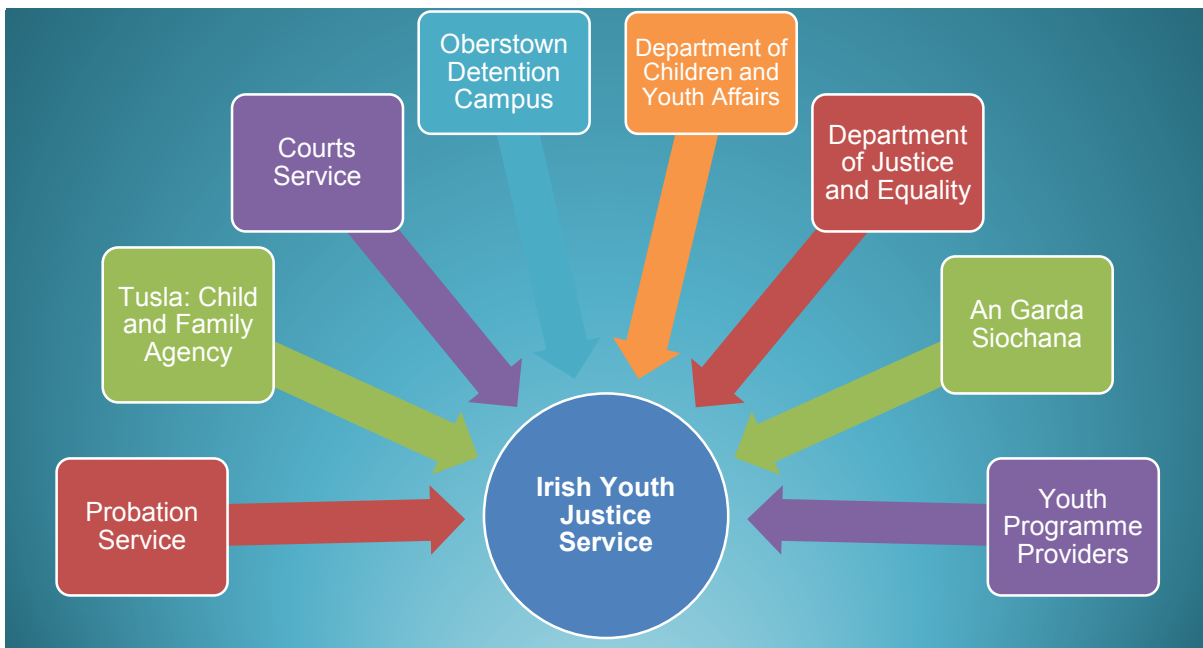 Oberstown
Detention
Campus
Department of
Children and
Youth Affairs
Courts
Service
Department
of Justice
and Equality
Tusla: Child
and Family
Agency
An Garda
Siochana
Probation
Service
Irish Youth
Justice
Service
Youth
Programme
Providers